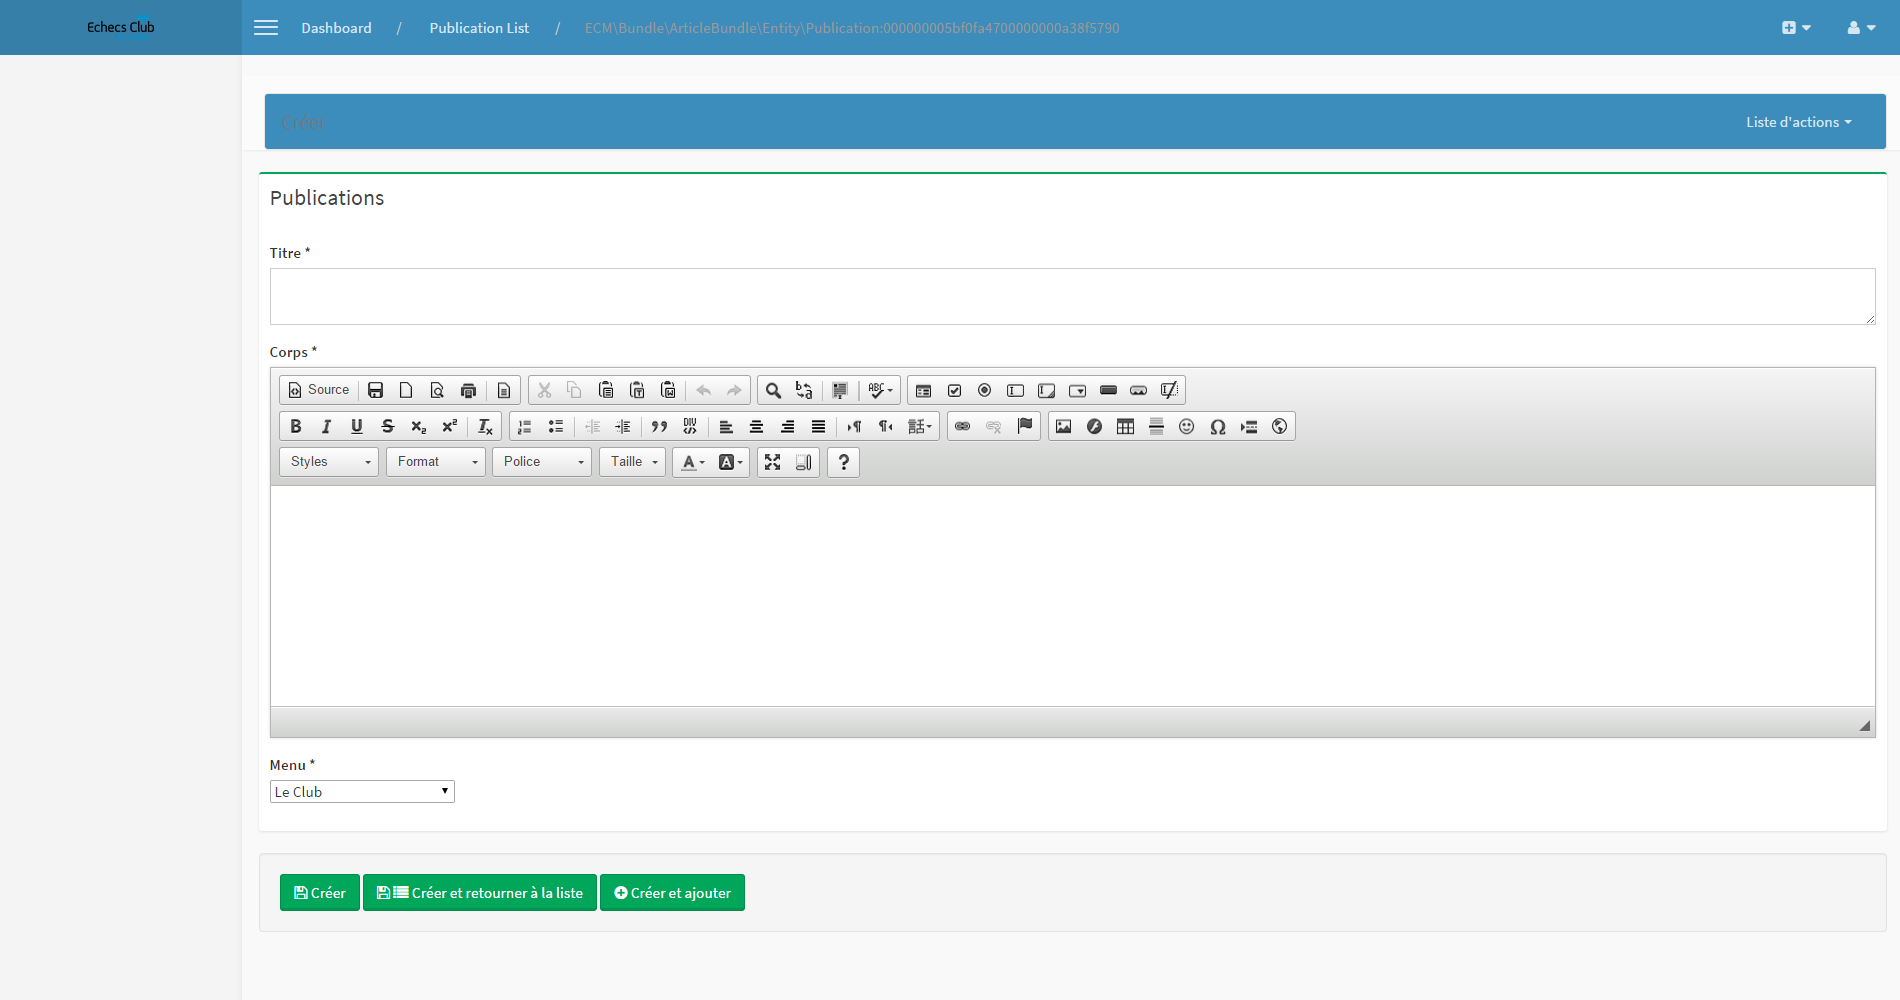 Echecs Club
Dashboard / Publication List / ECM\Bundle\ArticleBundle\Entity\Publication:000000005bf0fa4700000000a38f5790
Créer
Liste d'actions
Publications
Titre *
Corps *
Source
Styles Format Police Taille
Menu *
Le Club
Créer Créer et retourner à la liste Créer et ajouter